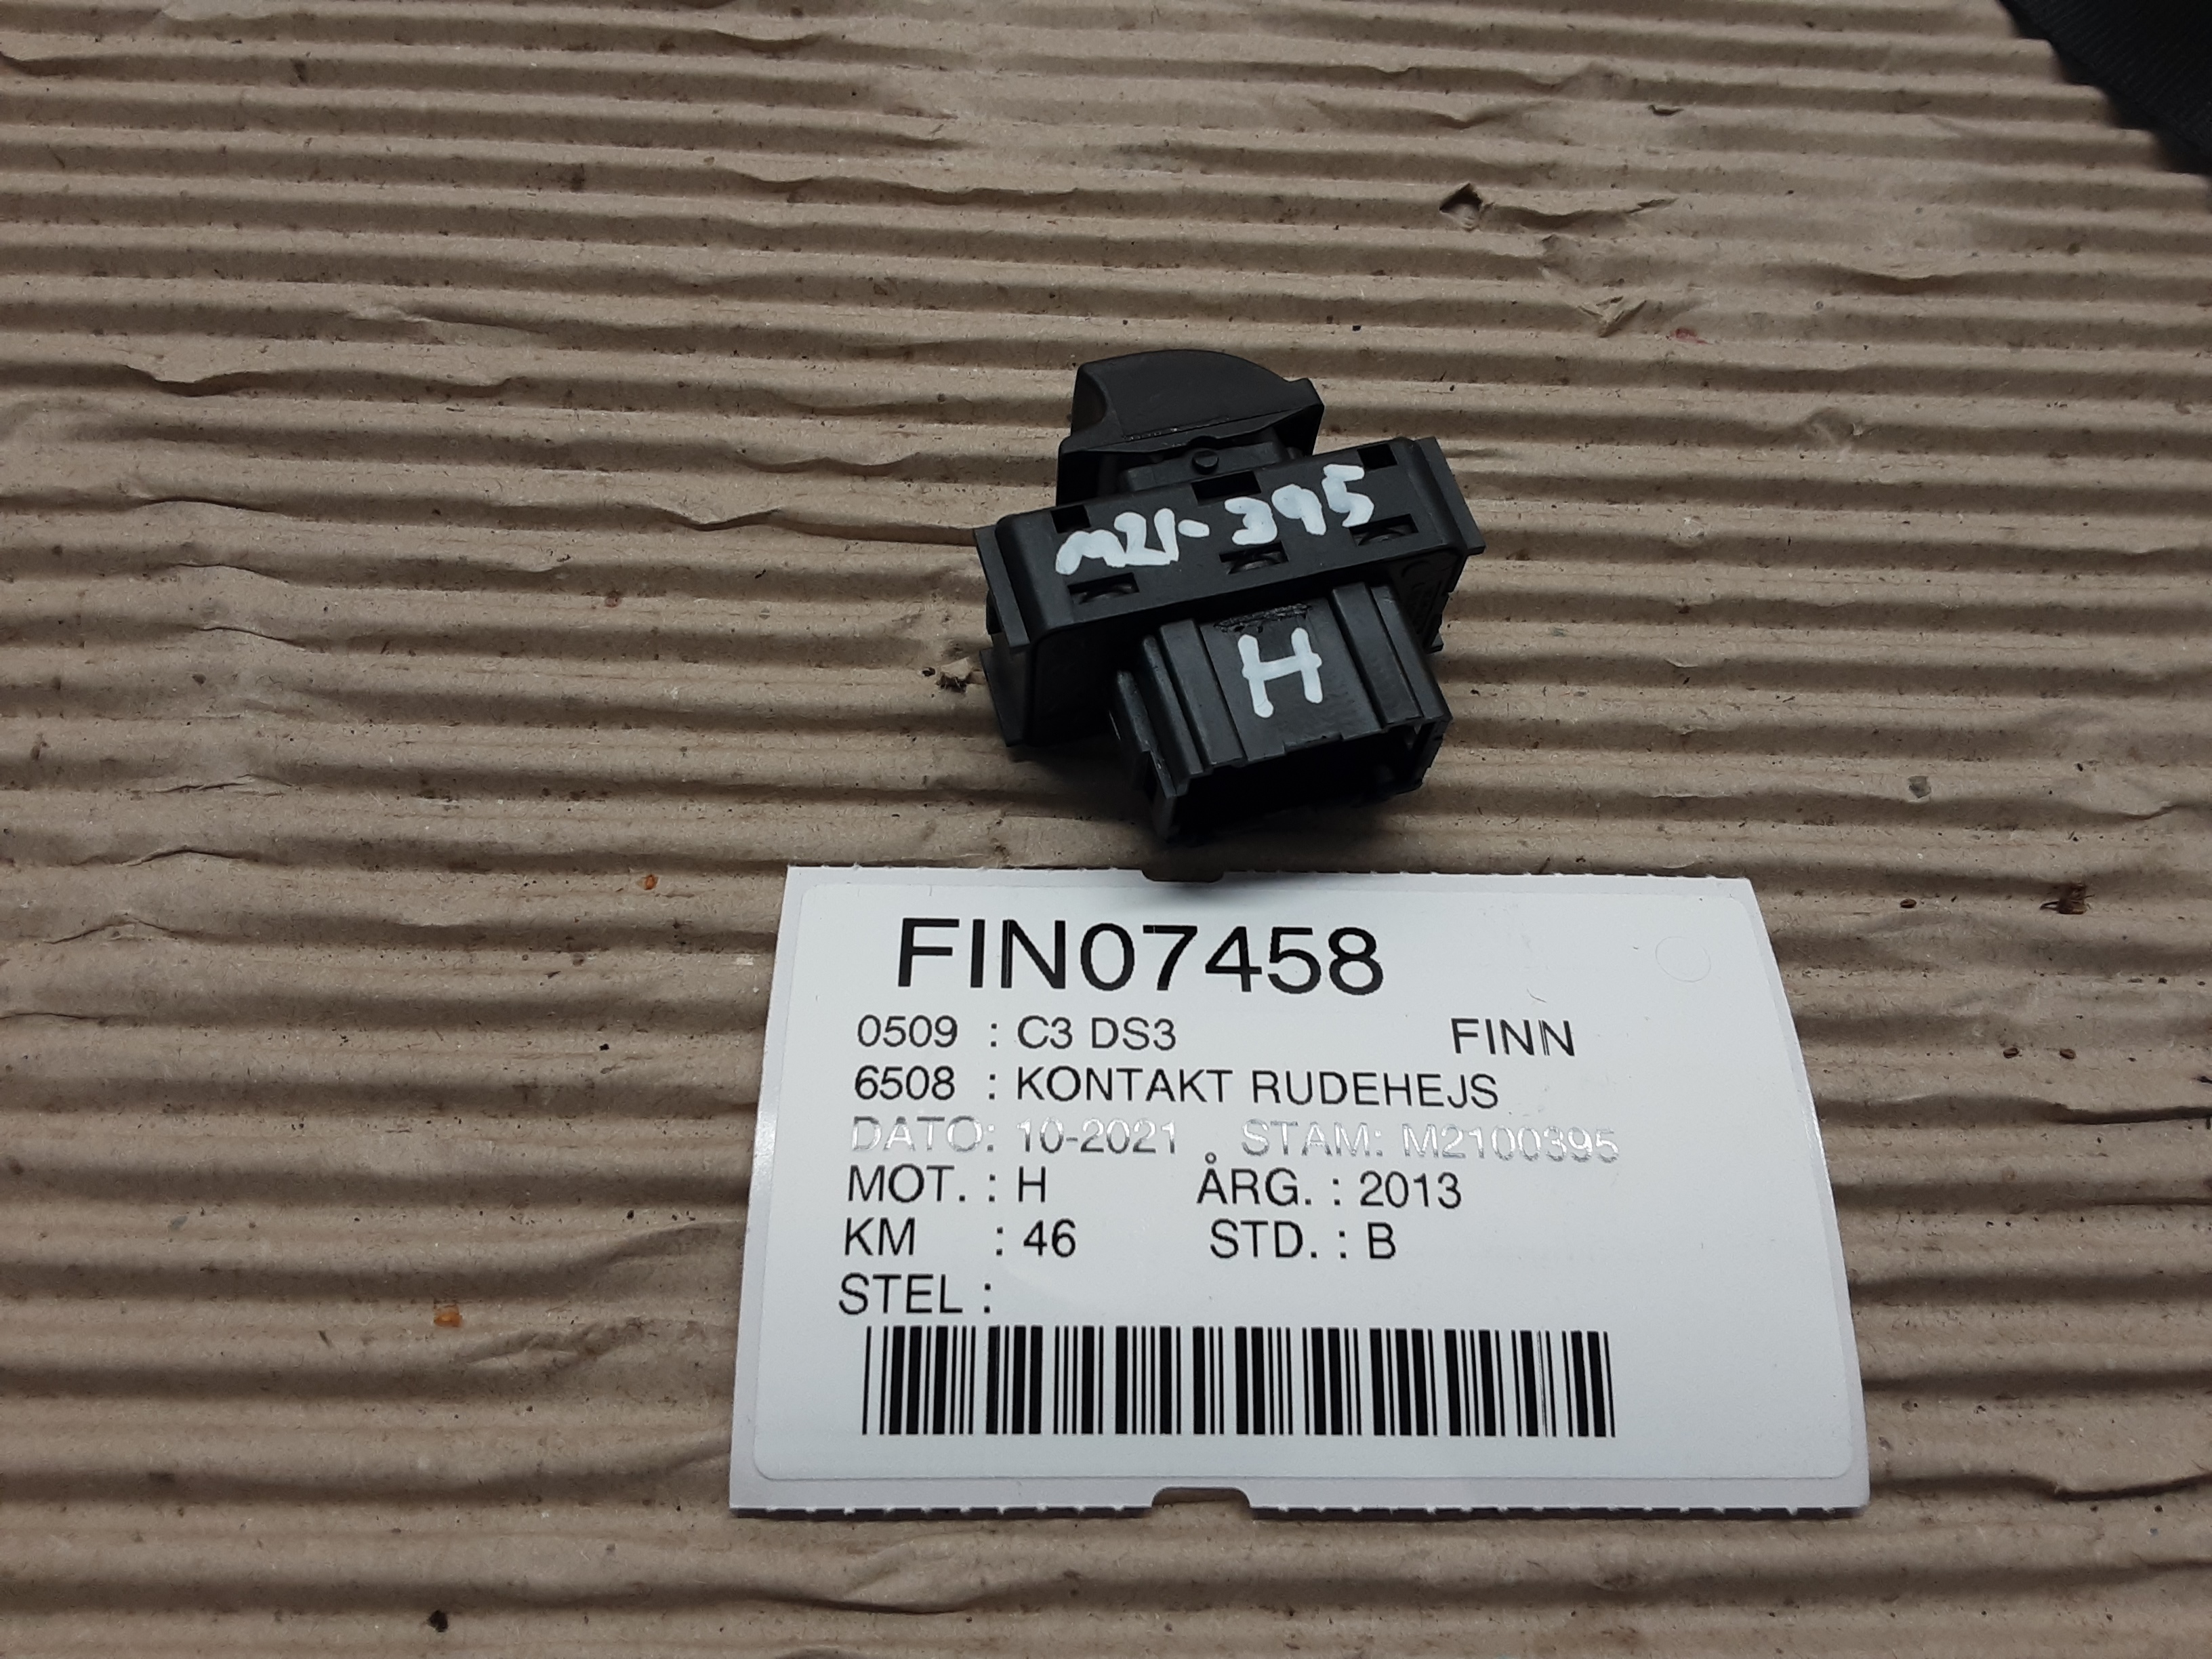 m21-395
H
FIN07458
0509 : C3 DS3 FINN
6508 : KONTAKT RUDEHEJS
DATO: 10-2021 STAM: M2100395
MOT. : H ÅRG. : 2013
KM : 46 STD. : B
STEL :